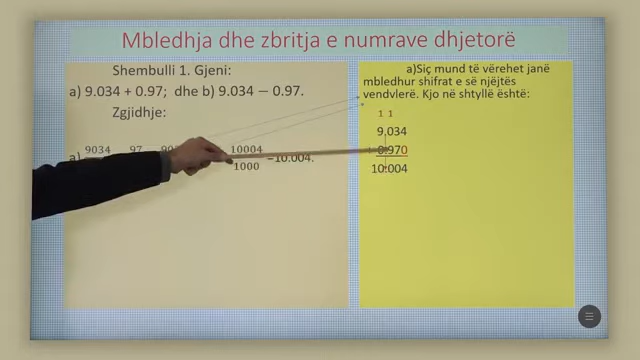 Mbledhja dhe zbritja e numrave dhjetorë
Shembulli 1. Gjeni:
a) 9.034 + 0.97; dhe b) 9.034 − 0.97.
Zgjidhje:
a)
9034
97
10004
1000
=10.004.
a)Siç mund të vërehet janë
mbledhur shifrat e së njëjtës
vendvlerë. Kjo në shtyllë është:
1 1
9.034
0.970
10.004